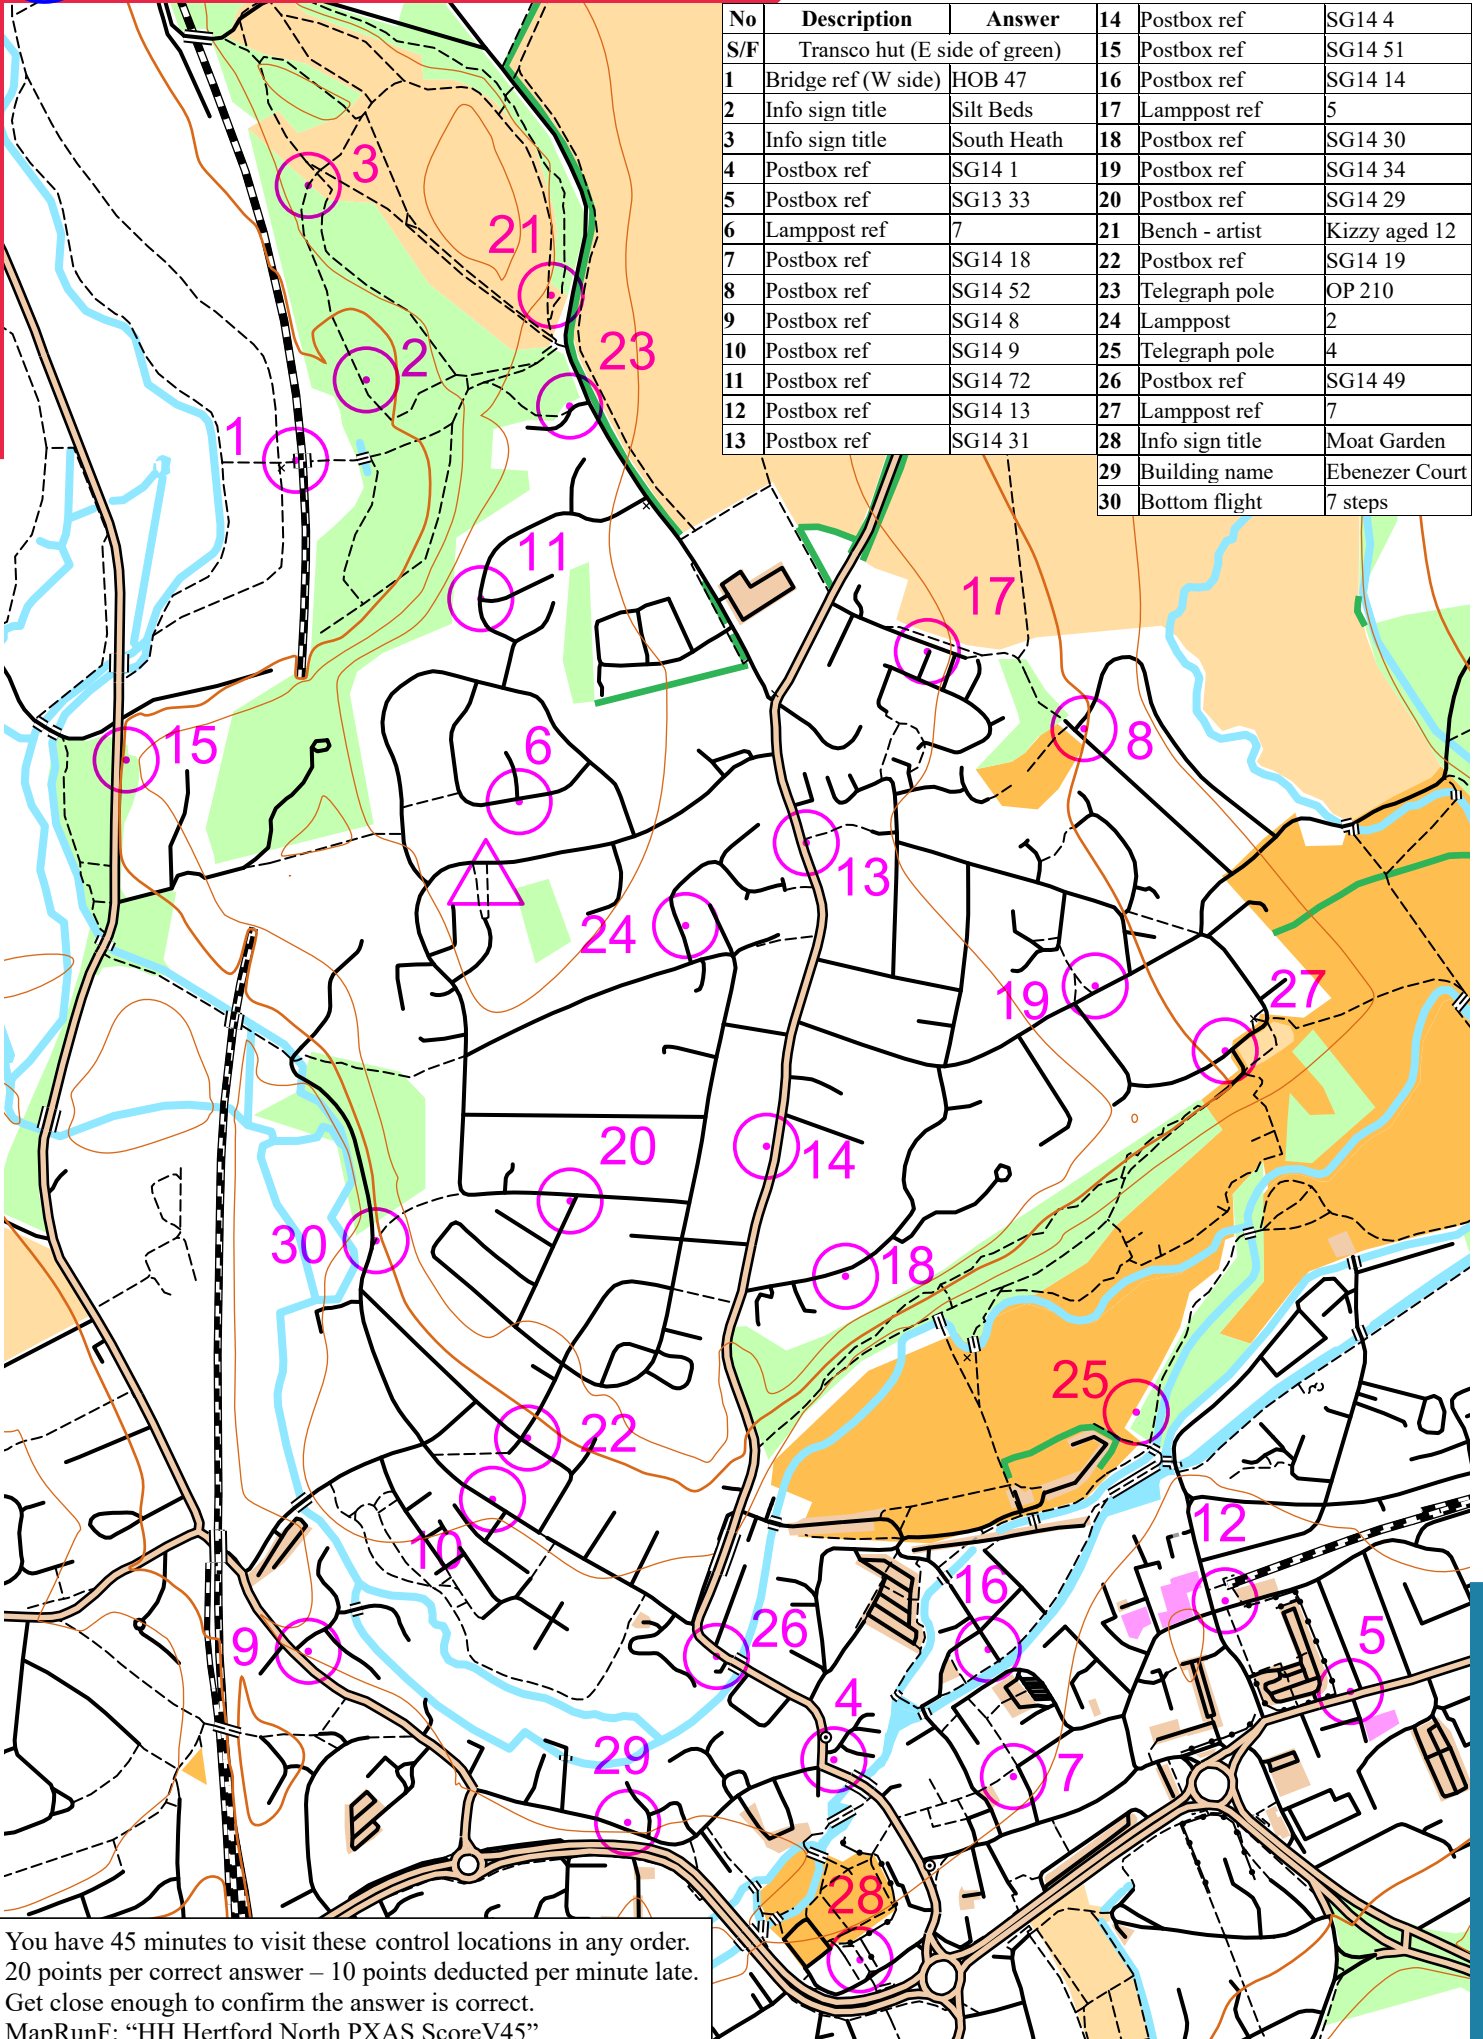 No Description Answer
S/F Transco hut (E side of green)
1 Bridge ref (W side) HOB 47
2 Info sign title Silt Beds
3 Info sign title South Heath
4 Postbox ref SG14 1
5 Postbox ref SG13 33
6 Lamppost ref 7
7 Postbox ref SG14 18
8 Postbox ref SG14 52
9 Postbox ref SG14 8
10 Postbox ref SG14 9
11 Postbox ref SG14 72
12 Postbox ref SG14 13
13 Postbox ref SG14 31
14 Postbox ref SG14 4
15 Postbox ref SG14 51
16 Postbox ref SG14 14
17 Lamppost ref 5
18 Postbox ref SG14 30
19 Postbox ref SG14 34
20 Postbox ref SG14 29
21 Bench - artist Kizzy aged 12
22 Postbox ref SG14 19
23 Telegraph pole OP 210
24 Lamppost 2
25 Telegraph pole 4
26 Postbox ref SG14 49
27 Lamppost ref 7
28 Info sign title Moat Garden
29 Building name Ebenezer Court
30 Bottom flight 7 steps
3
21
23
2
1
11
17
15
6
8
13
24
19
27
20
14
30
18
25
22
10
12
16
26
9
5
4
29
7
28
You have 45 minutes to visit these control locations in any order.
20 points per correct answer – 10 points deducted per minute late.
Get close enough to confirm the answer is correct.
MapRunF: “HH Hertford North PXAS ScoreV45”